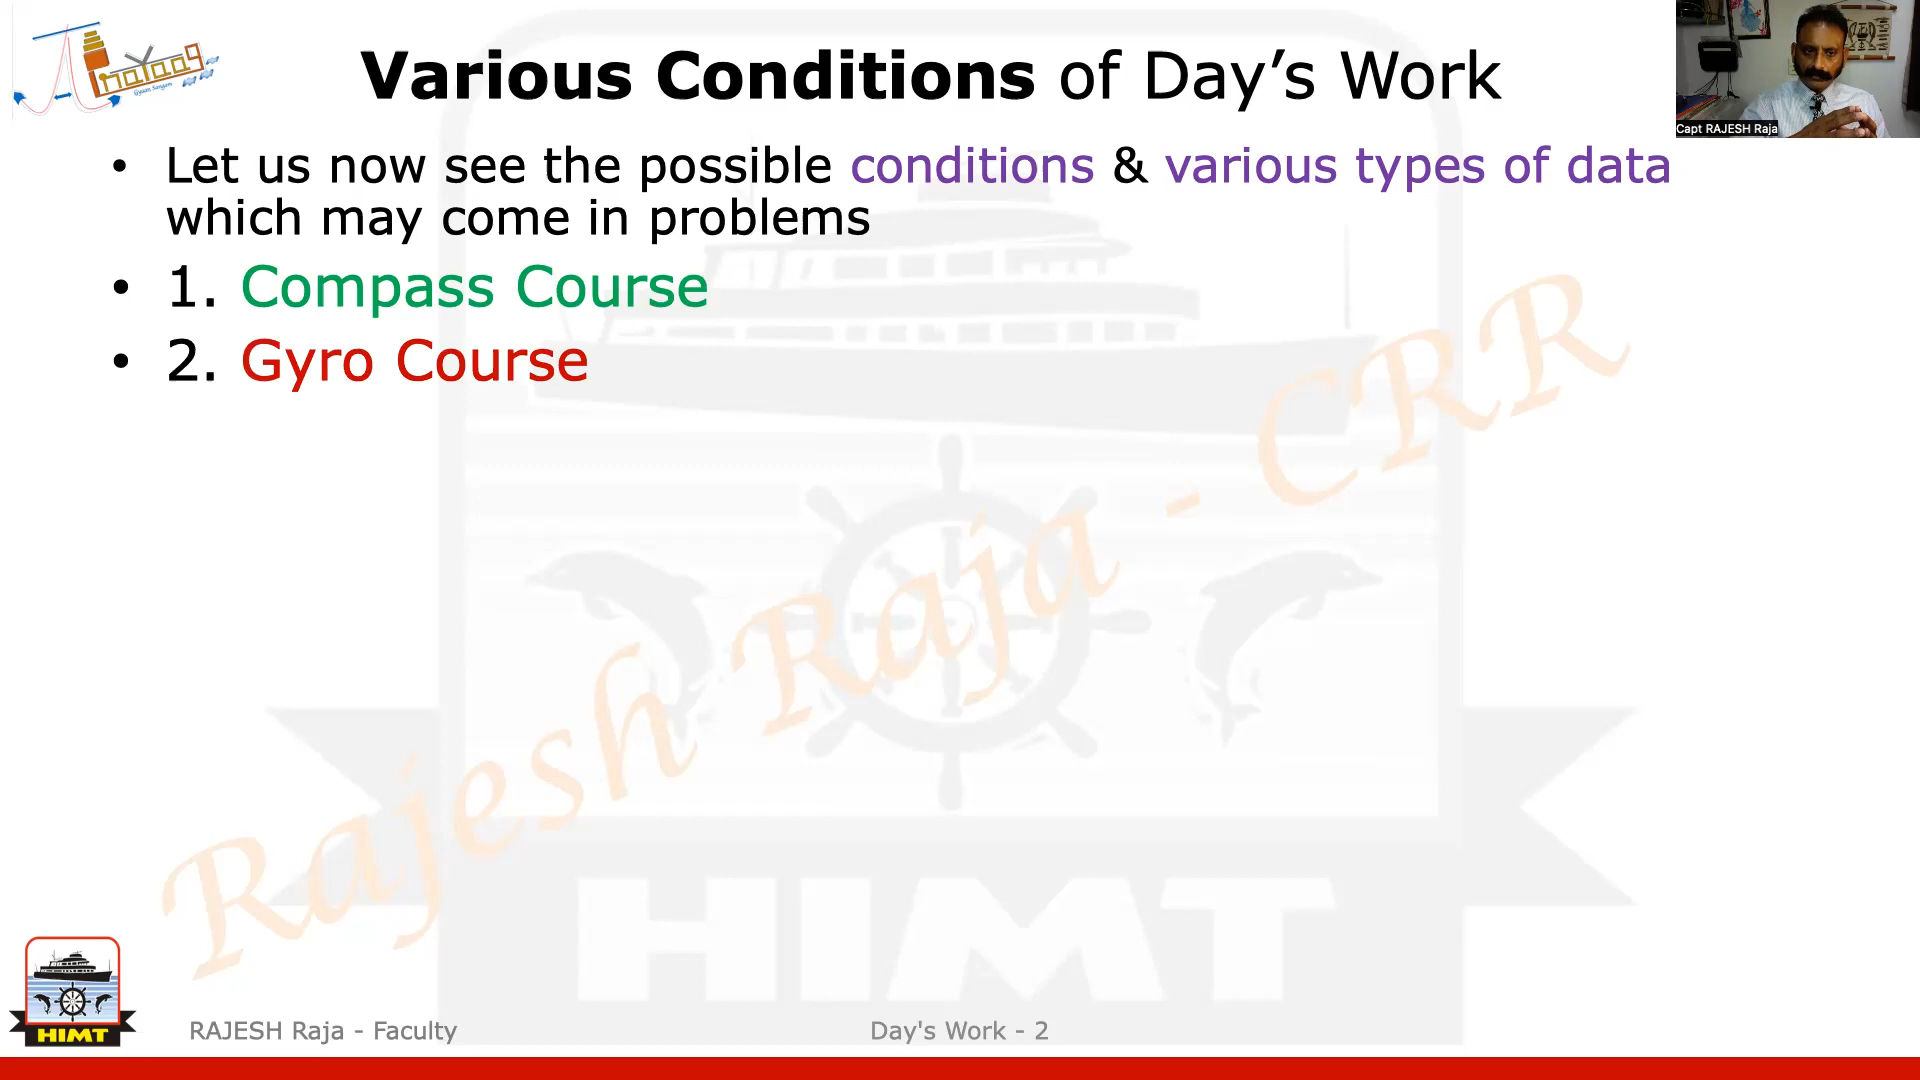 Various Conditions of Day’s Work
Capt RAJESH Raja
• Let us now see the possible conditions & various types of data
which may come in problems
• 1. Compass Course
• 2. Gyro Course
Rajesh Raja - CRR
HIMT
HIMT
RAJESH Raja - Faculty
Day's Work - 2